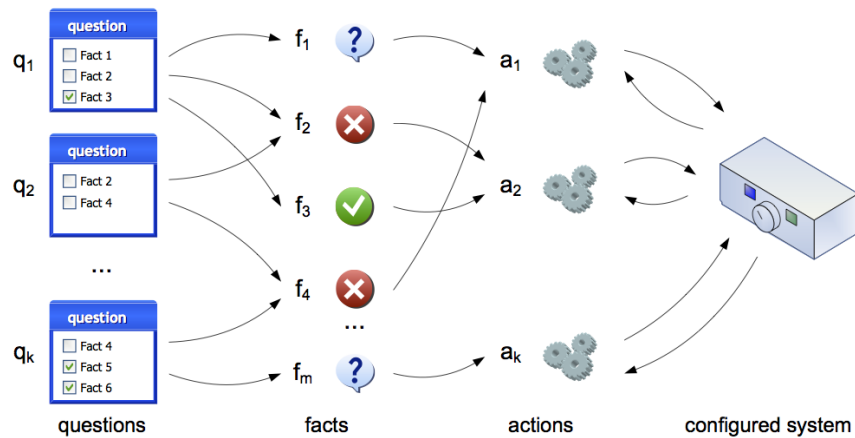 question
q1
Fact 1
Fact 2
Fact 3
question
q2
Fact 2
Fact 4
...
question
qk
Fact 4
Fact 5
Fact 6
questions
f1
?
f2
f3
f4
...
fm
?
facts
a1
a2
ak
actions
configured system